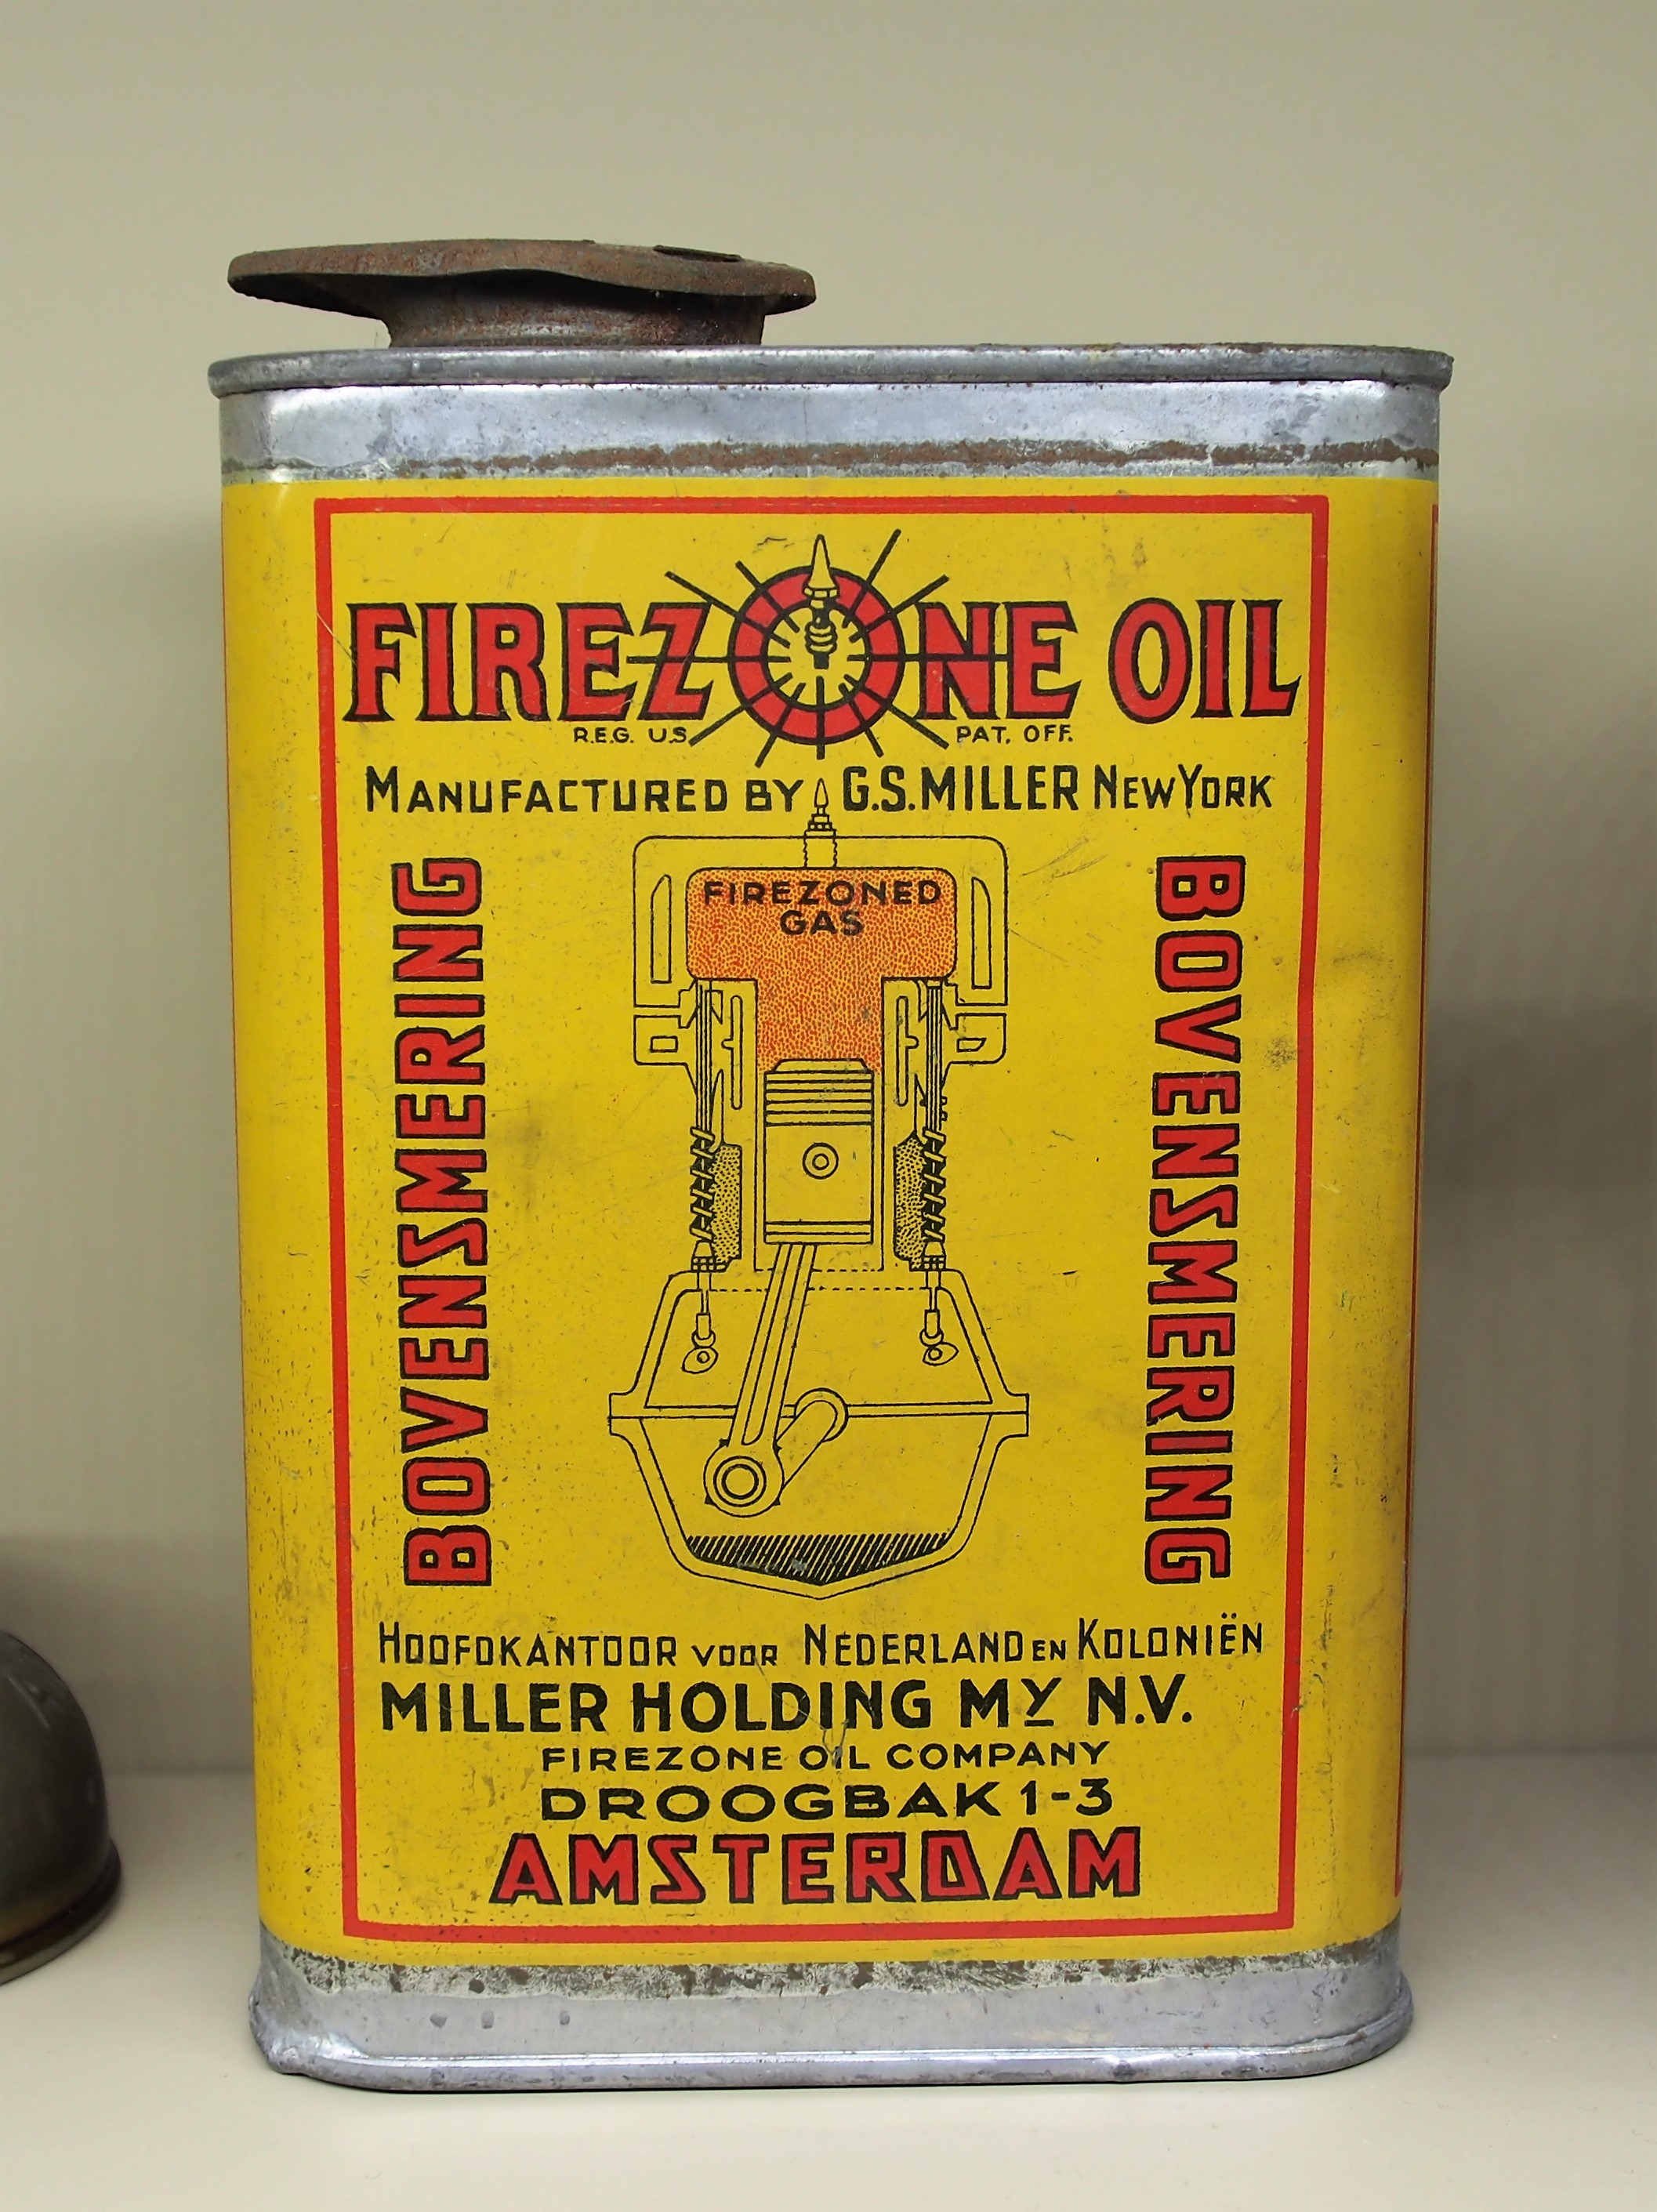 FIREZONE OIL
R.E.G. U.S. PAT. OFF.
MANUFACTURED BY G.S. MILLER NEW YORK
FIREZONED
GAS
BOVENSMERING
BOVENSMERING
HOOFDKANTOOR VOOR NEDERLAND EN KOLONIËN
MILLER HOLDING MY N.V.
FIREZONE OIL COMPANY
DROOGBAK 1-3
AMSTERDAM